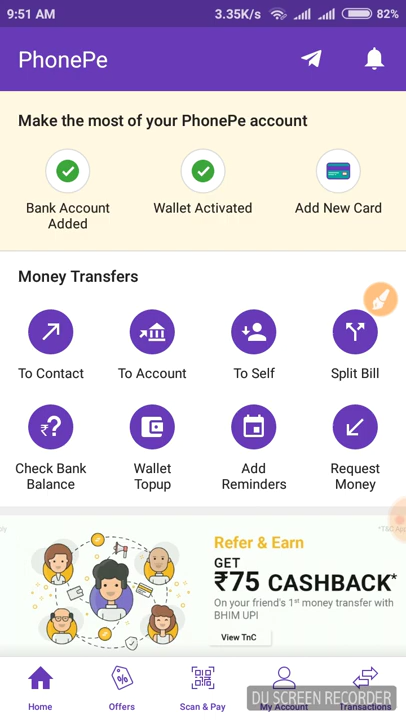 9:51 AM 3.35K/s 82%
PhonePe
Make the most of your PhonePe account
Bank Account Added
Wallet Activated
Add New Card
Money Transfers
To Contact
To Account
To Self
Split Bill
₹?
Check Bank Balance
Wallet Topup
Add Reminders
Request Money
Refer & Earn
GET
₹75 CASHBACK*
On your friend's 1st money transfer with
BHIM UPI
View TnC
%
Home
Offers
Scan & Pay
My Account
Transactions
DU SCREEN RECORDER